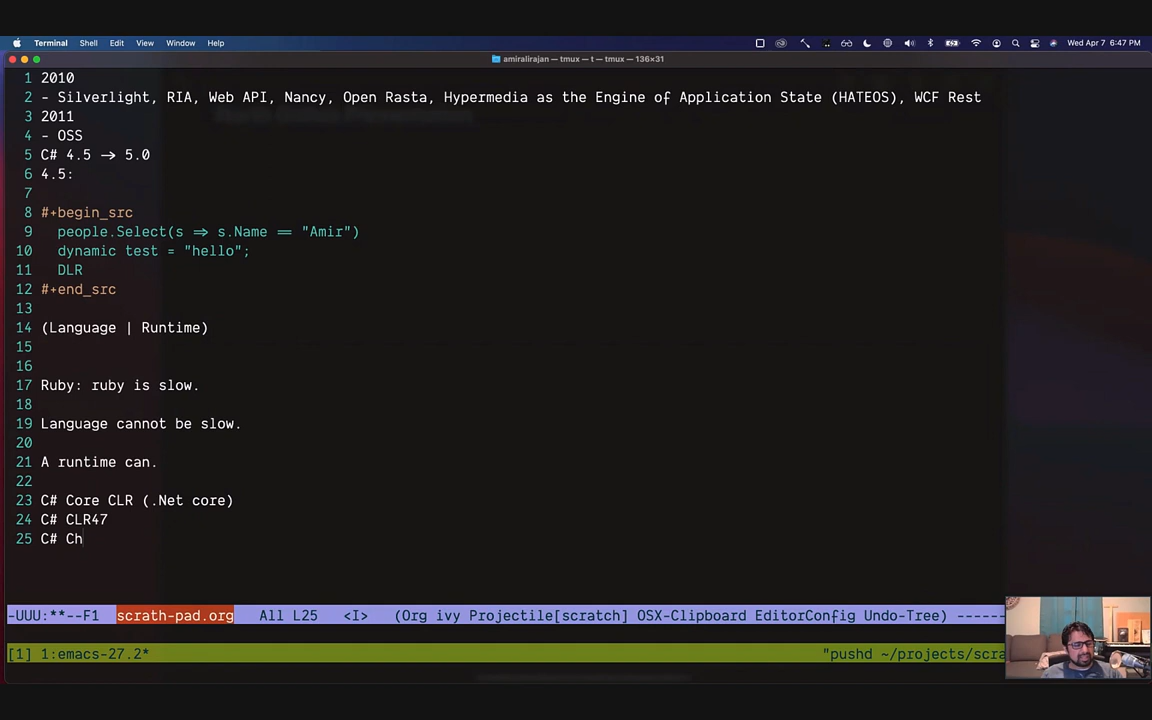 Terminal Shell Edit View Window Help Wed Apr 7 6:47 PM
amiralirajan — tmux — t — tmux — 136×31
1 2010
2 - Silverlight, RIA, Web API, Nancy, Open Rasta, Hypermedia as the Engine of Application State (HATEOS), WCF Rest
3 2011
4 - OSS
5 C# 4.5 -> 5.0
6 4.5:
7
8 #+begin_src
9 people.Select(s => s.Name == "Amir")
10 dynamic test = "hello";
11 DLR
12 #+end_src
13
14 (Language | Runtime)
15
16
17 Ruby: ruby is slow.
18
19 Language cannot be slow.
20
21 A runtime can.
22
23 C# Core CLR (.Net core)
24 C# CLR47
25 C# Ch
-UUU:**--F1 scrath-pad.org All L25 <I> (Org ivy Projectile[scratch] OSX-Clipboard EditorConfig Undo-Tree) ------
[1] 1:emacs-27.2* "pushd ~/projects/scra